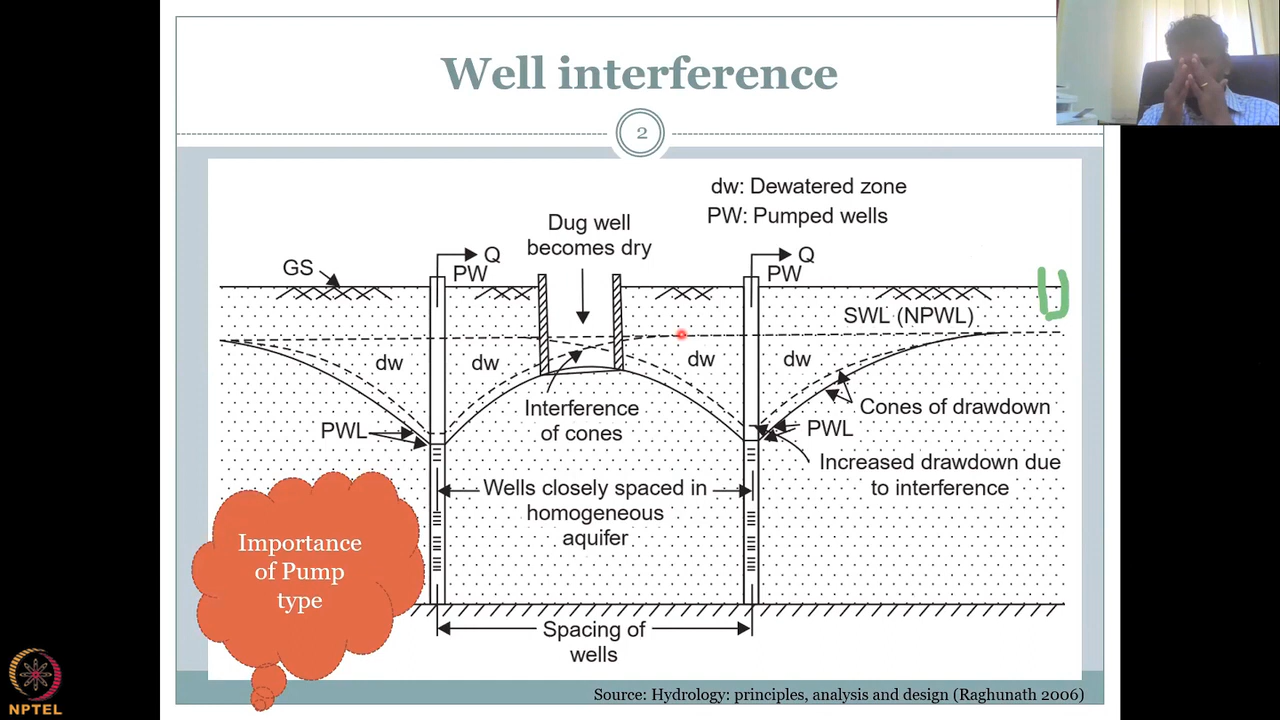 Well interference
2
dw: Dewatered zone
PW: Pumped wells
Dug well
becomes dry
GS
Q
PW
Q
PW
SWL (NPWL)
dw
dw
dw
dw
Interference
of cones
Cones of drawdown
PWL
PWL
Increased drawdown due
to interference
Wells closely spaced in
homogeneous
aquifer
Importance
of Pump
type
Spacing of
wells
Source: Hydrology: principles, analysis and design (Raghunath 2006)
NPTEL